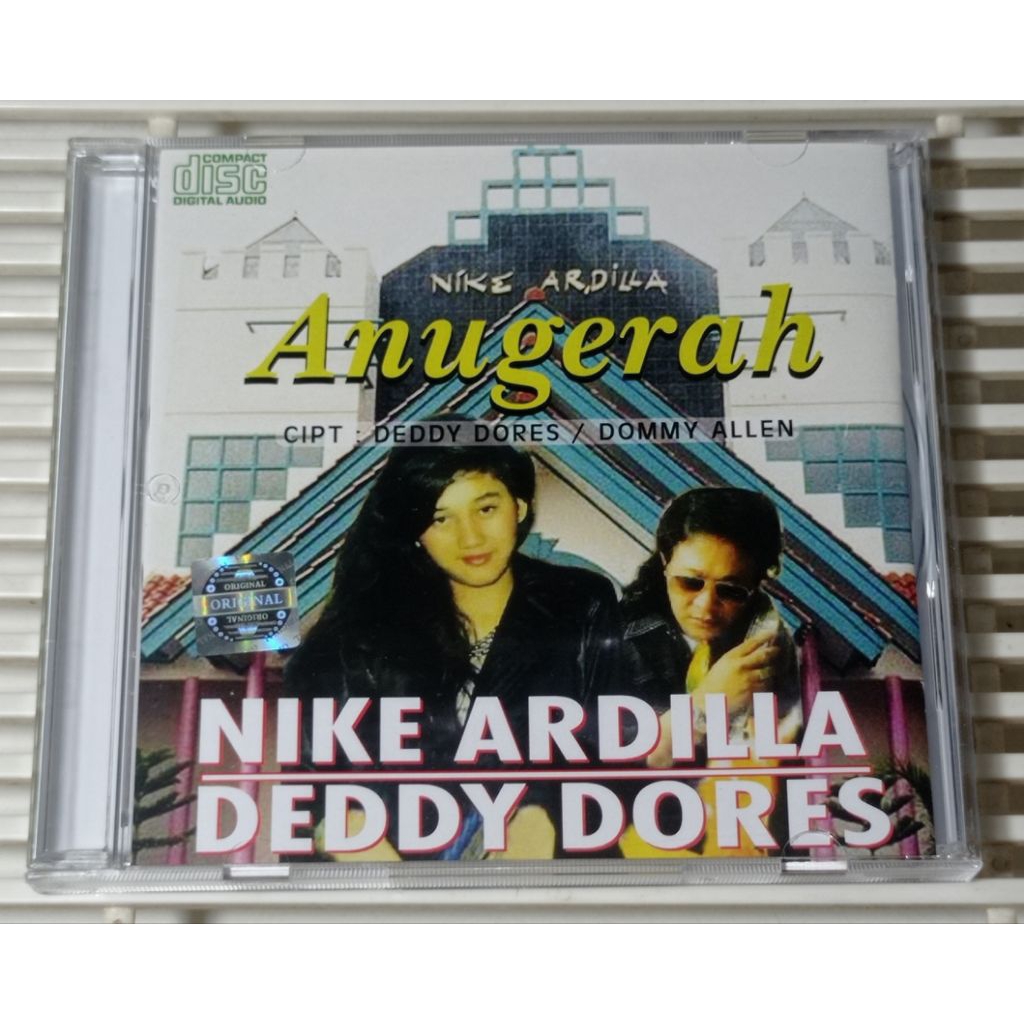 COMPACT
disc
DIGITAL AUDIO
NIKE ARDILLA
Anugerah
CIPT : DEDDY DORES / DOMMY ALLEN
ORIGINAL
ORIGINAL
ORIGINAL
NIKE ARDILLA
DEDDY DORES